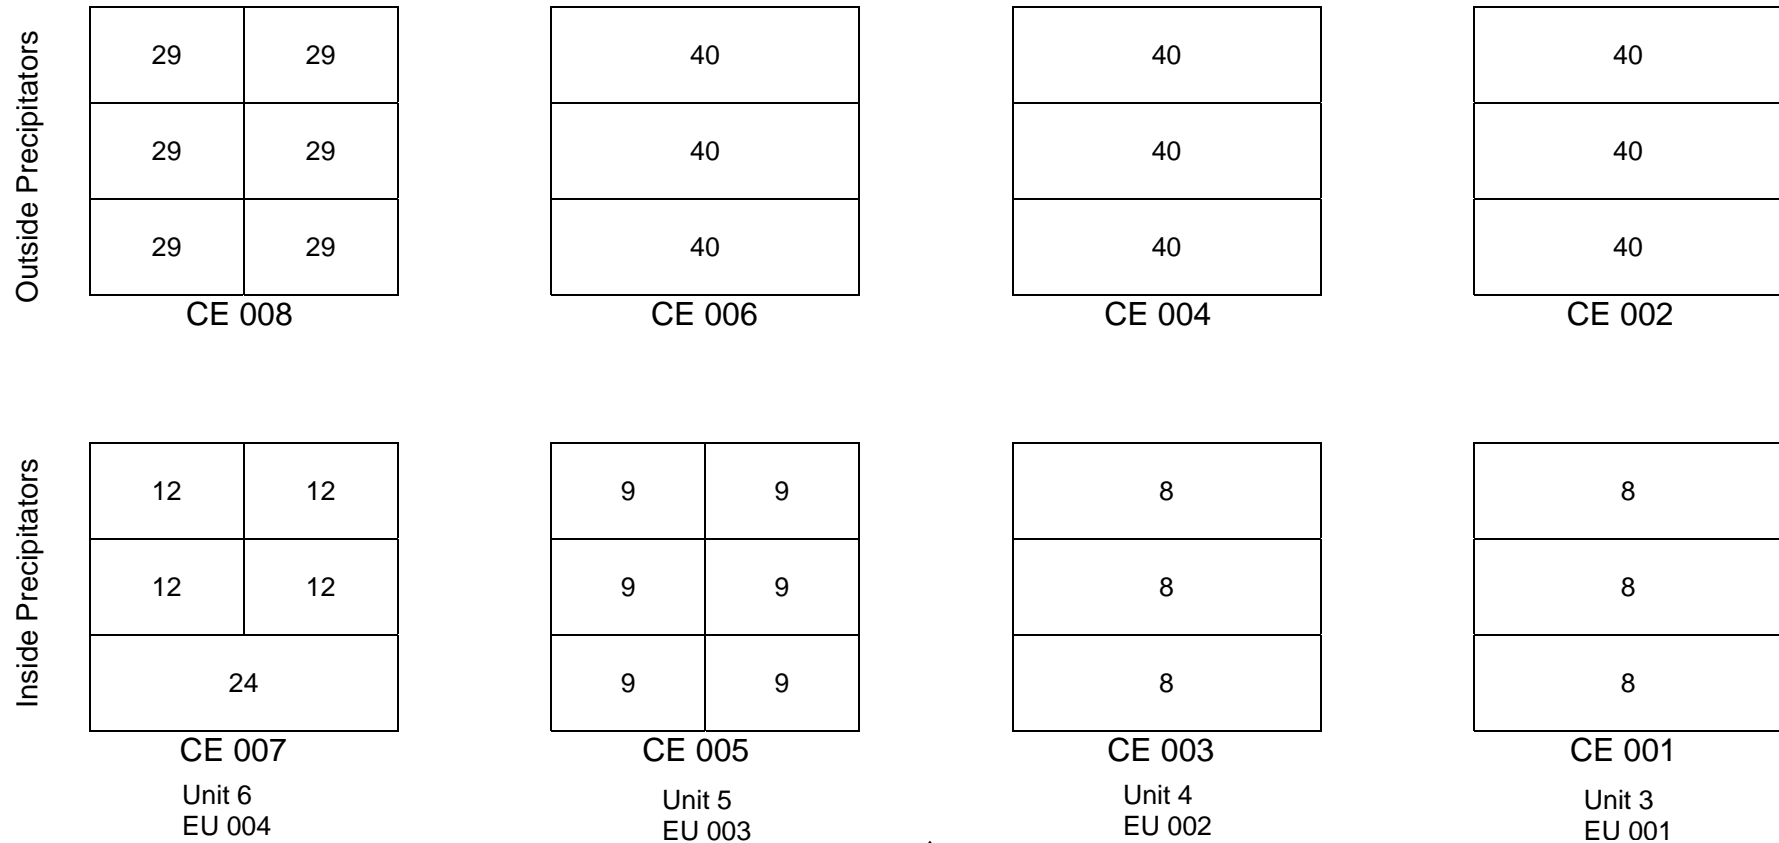 Outside Precipitators
29 29 40 40 40
29 29 40 40 40
29 29 40 40 40
CE 008 CE 006 CE 004 CE 002
Inside Precipitators
12 12 9 9 8 8
12 12 9 9 8 8
24 9 9 8 8
CE 007 CE 005 CE 003 CE 001
Unit 6 Unit 5 Unit 4 Unit 3
EU 004 EU 003 EU 002 EU 001